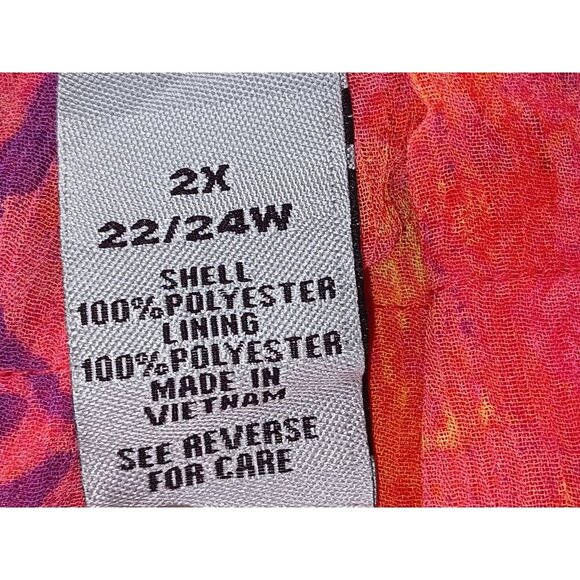 2X
22/24W
SHELL
100%POLYESTER
LINING
100%POLYESTER
MADE IN
VIETNAM
SEE REVERSE
FOR CARE